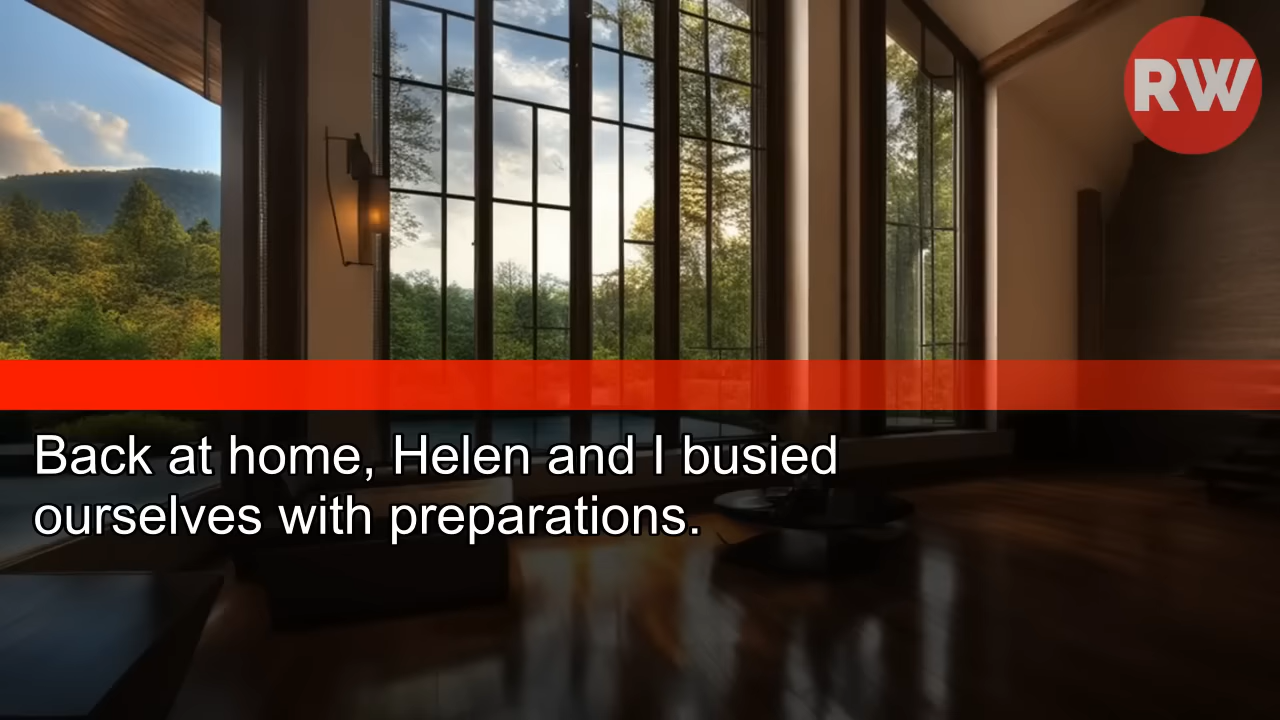 RW
Back at home, Helen and I busied
ourselves with preparations.